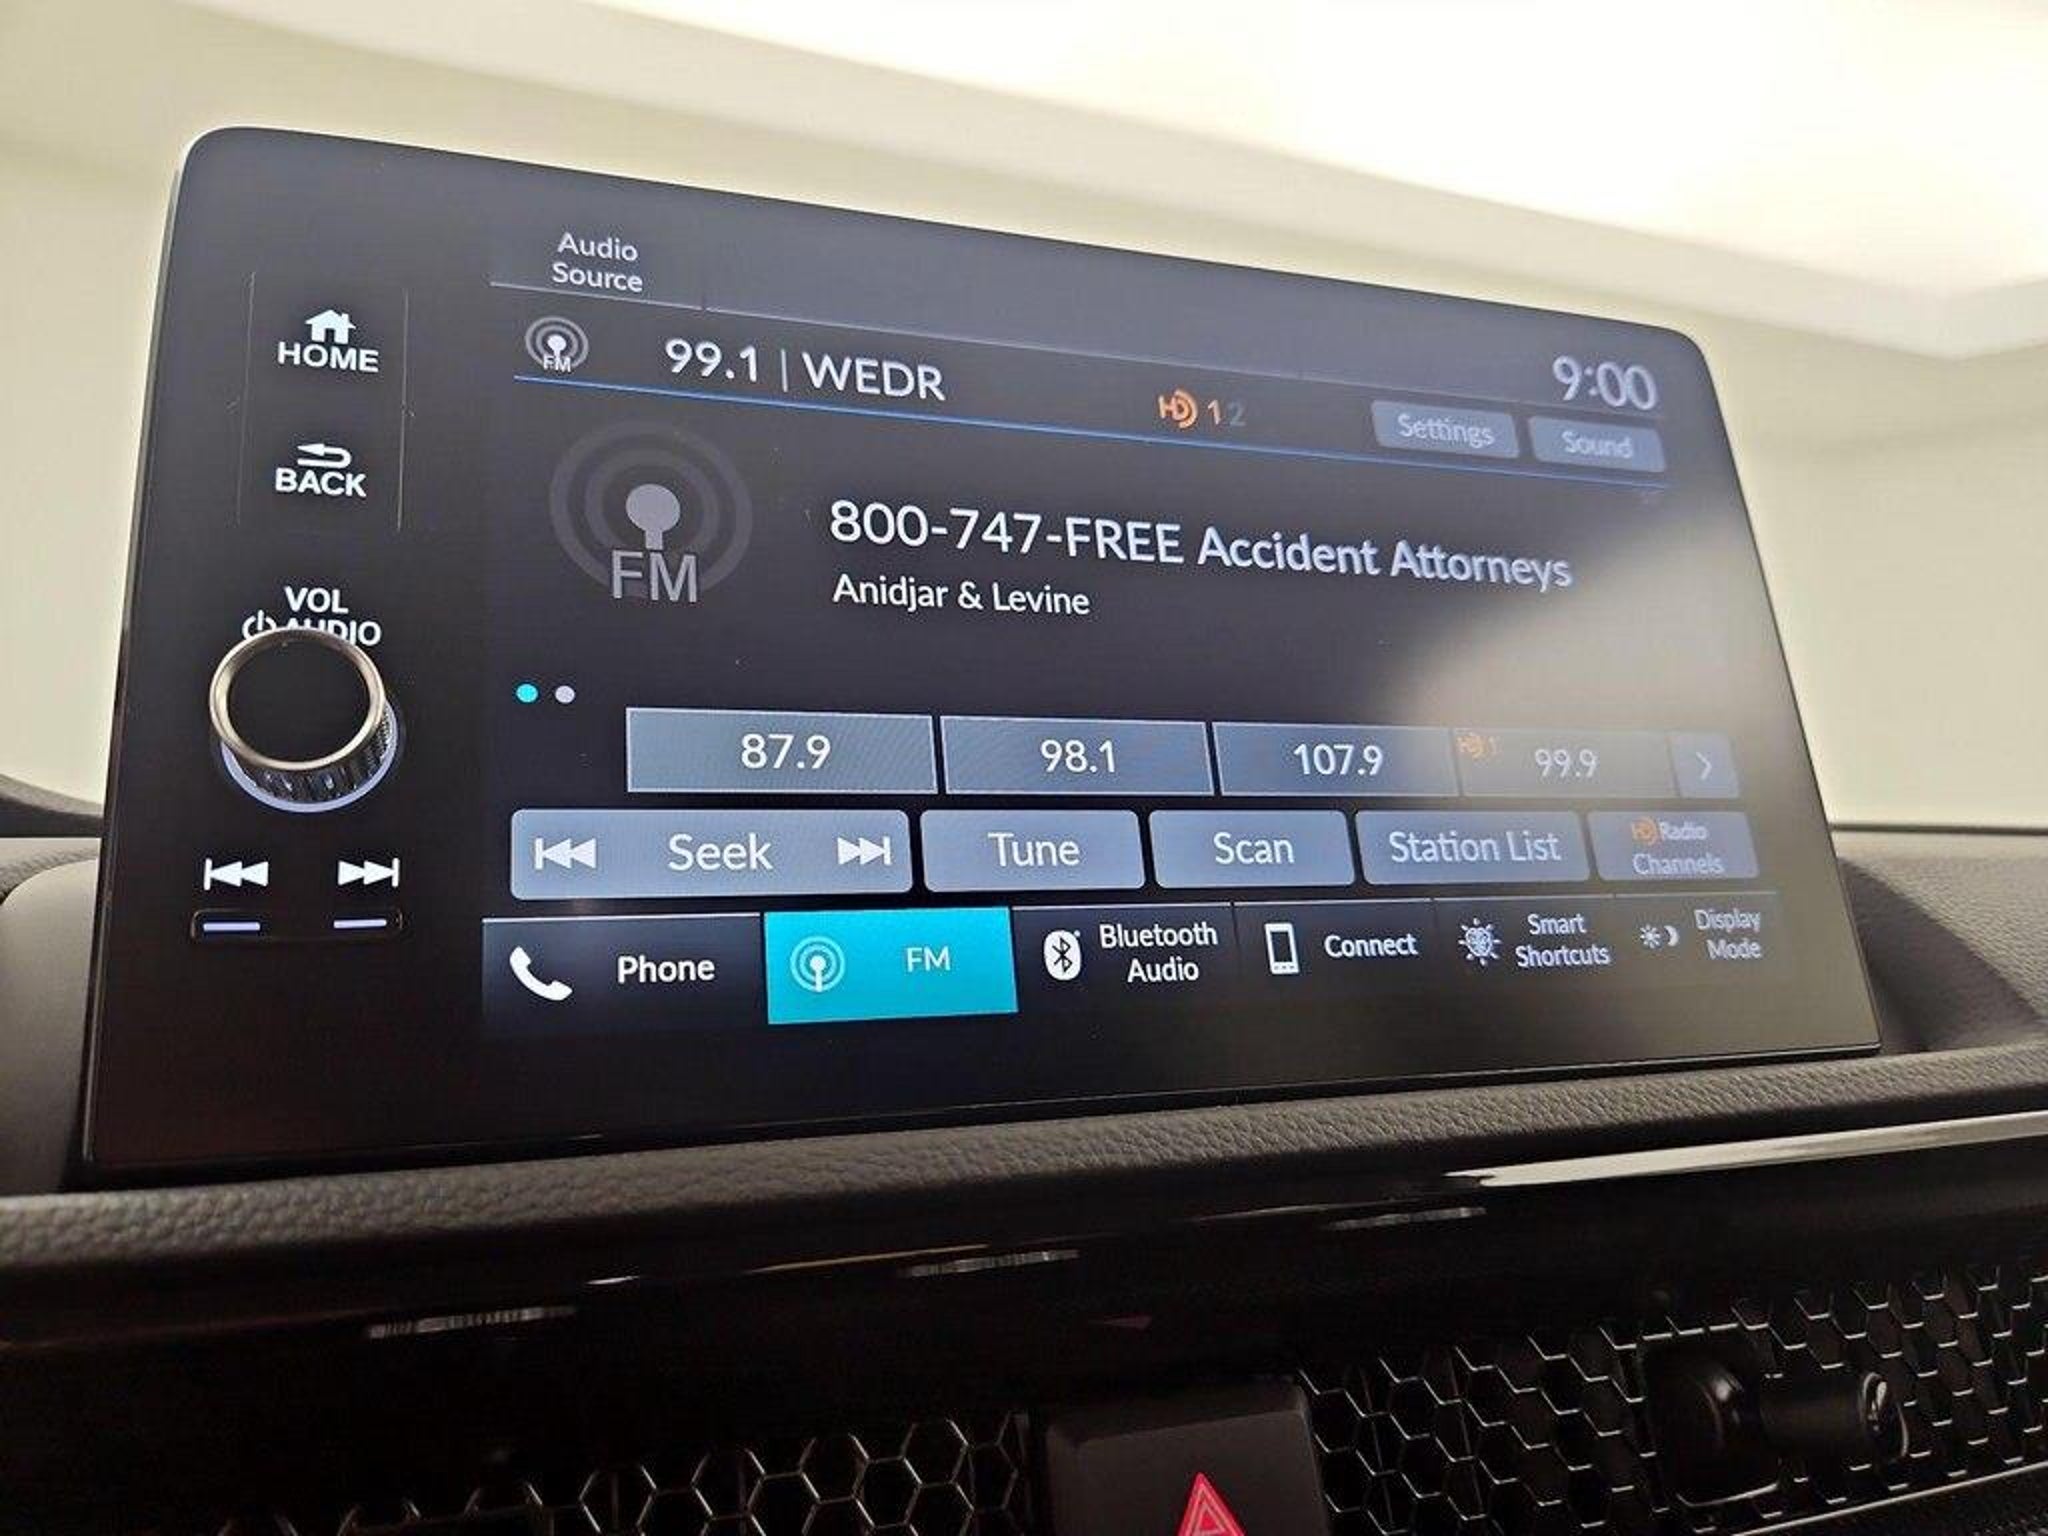 Audio
Source
HOME
FM
99.1 | WEDR
HD 1 2
9:00
Settings
Sound
BACK
FM
800-747-FREE Accident Attorneys
Anidjar & Levine
VOL
AUDIO
87.9
98.1
107.9
HD 1
99.9
Seek
Tune
Scan
Station List
HD Radio
Channels
Phone
FM
Bluetooth
Audio
Connect
Smart
Shortcuts
Display
Mode